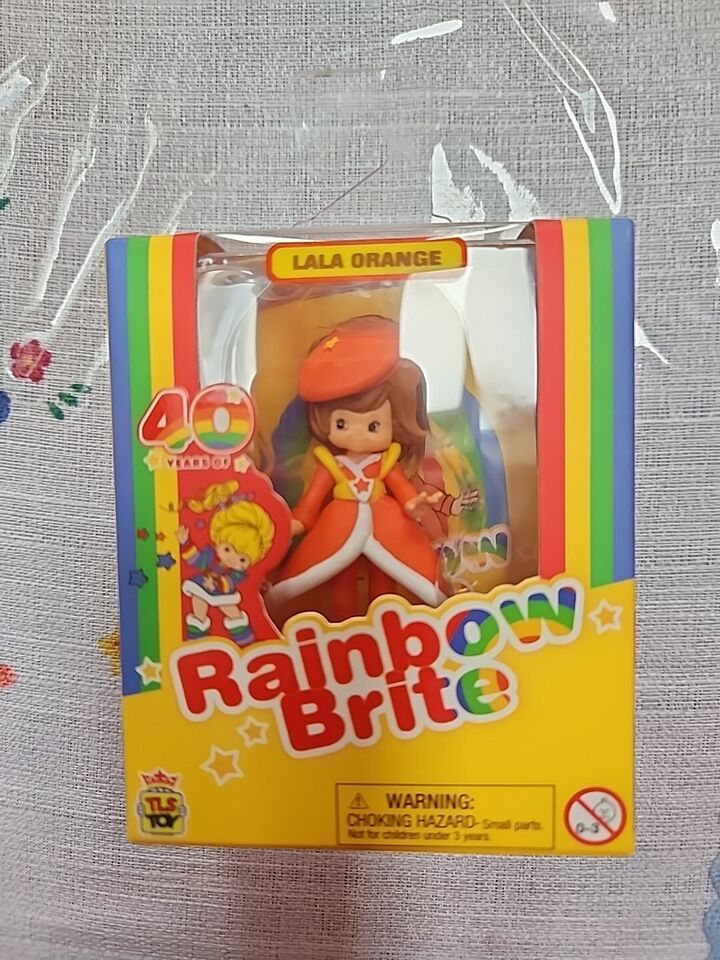 LALA ORANGE
40
YEARS OF
Rainbow
Brite
TLS
TOY
⚠ WARNING:
CHOKING HAZARD- Small parts.
Not for children under 3 years.
0-3